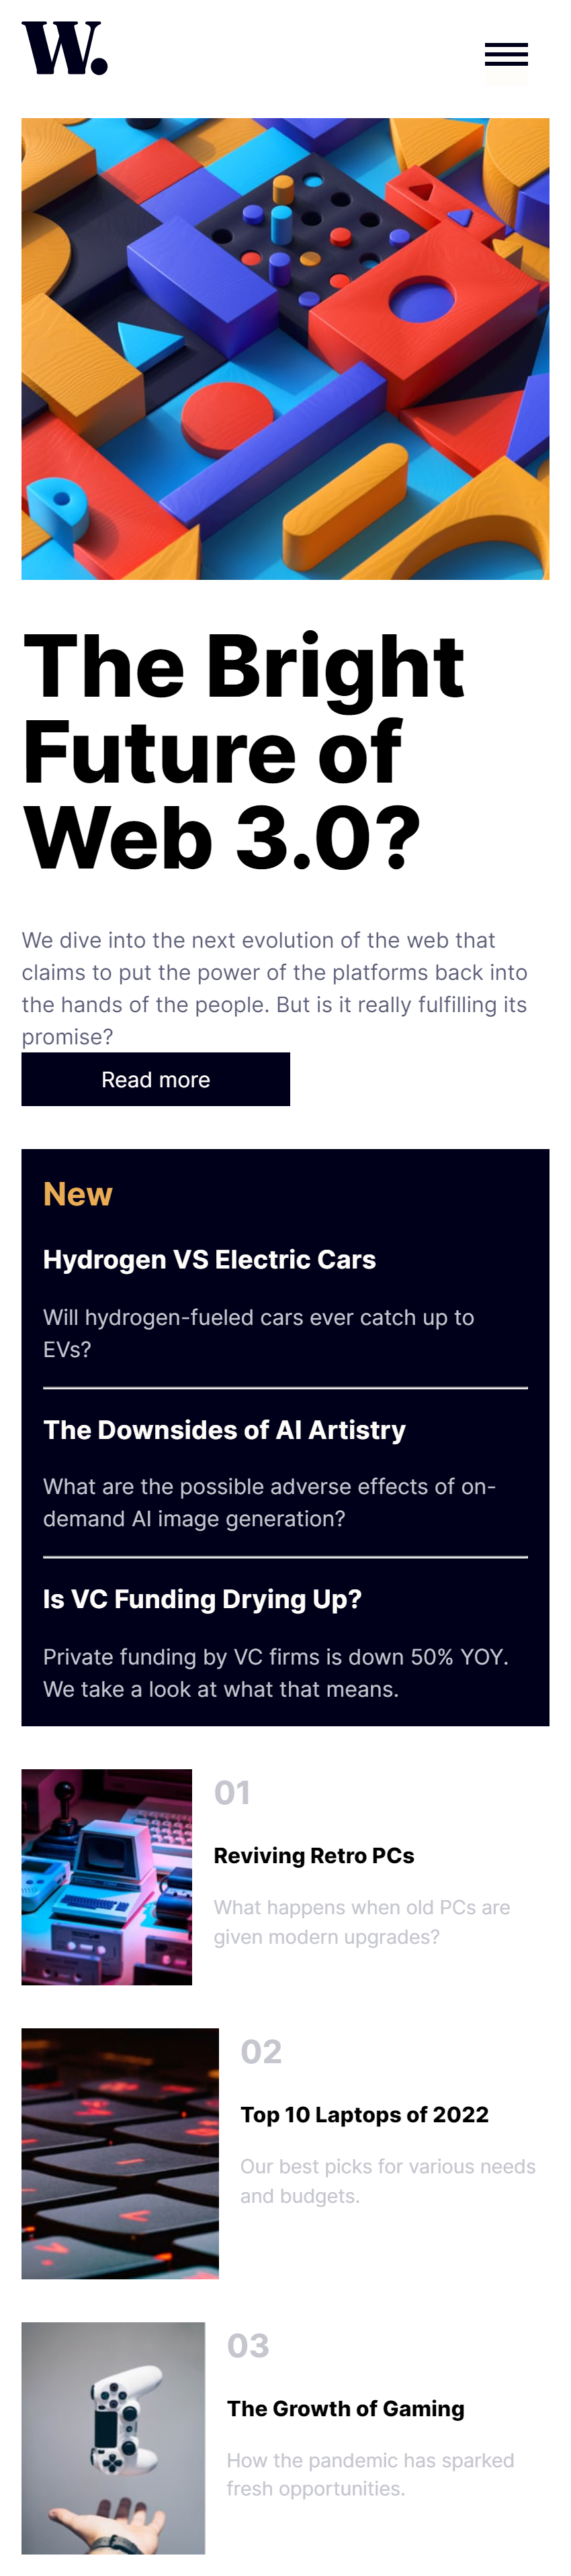 W.
The Bright
Future of
Web 3.0?
We dive into the next evolution of the web that
claims to put the power of the platforms back into
the hands of the people. But is it really fulfilling its
promise?
Read more
New
Hydrogen VS Electric Cars
Will hydrogen-fueled cars ever catch up to
EVs?
The Downsides of AI Artistry
What are the possible adverse effects of on-
demand AI image generation?
Is VC Funding Drying Up?
Private funding by VC firms is down 50% YOY.
We take a look at what that means.
01
Reviving Retro PCs
What happens when old PCs are
given modern upgrades?
02
Top 10 Laptops of 2022
Our best picks for various needs
and budgets.
03
The Growth of Gaming
How the pandemic has sparked
fresh opportunities.